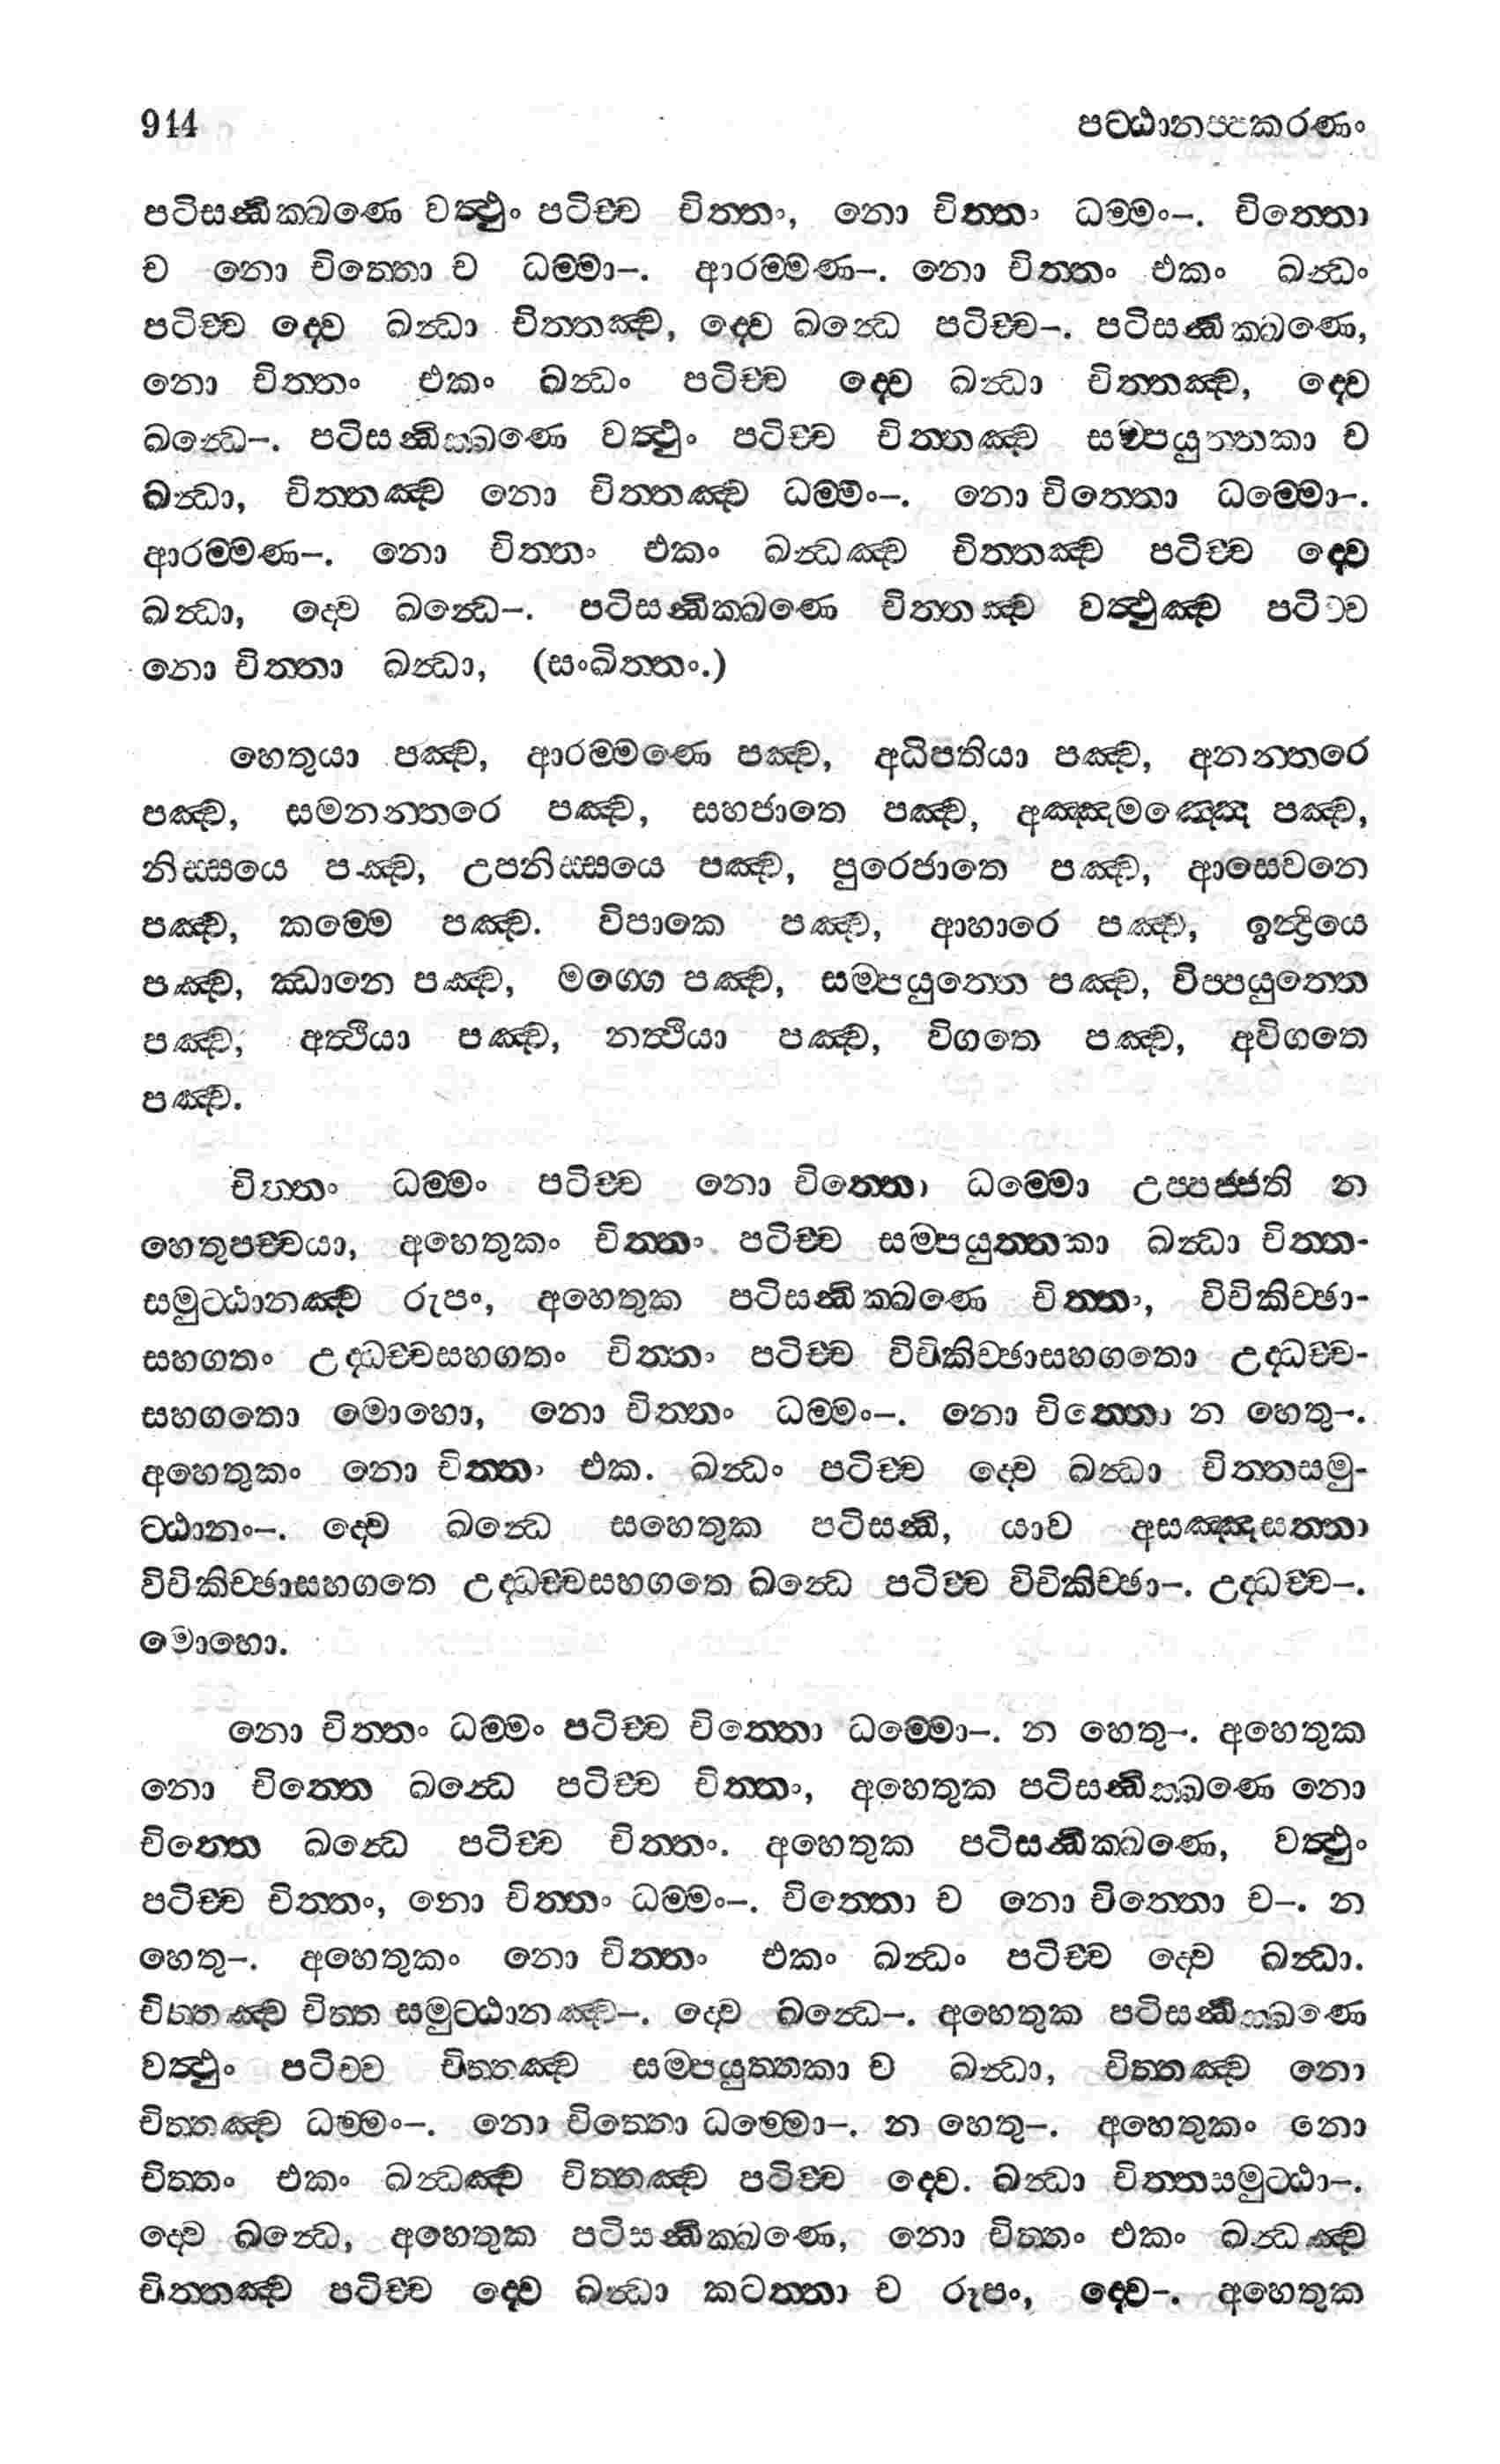 914 පට්ඨානප්පකරණං
පටිසන්ධික්ඛණෙ වත්ථුං පටිච්ච චිත්තං, නො චිත්තං ධම්මං–. චිත්තො
ච නො චිත්තො ච ධම්මා–. ආරම්මණ–. නො චිත්තං එකං ඛන්ධං
පටිච්ච ද්වෙ ඛන්ධා චිත්තඤ්ච, ද්වෙ ඛන්ධෙ පටිච්ච–. පටිසන්ධික්ඛණෙ,
නො චිත්තං එකං ඛන්ධං පටිච්ච ද්වෙ ඛන්ධා චිත්තඤ්ච, ද්වෙ
ඛන්ධෙ–. පටිසන්ධික්ඛණෙ වත්ථුං පටිච්ච චිත්තඤ්ච සම්පයුත්තකා ච
ඛන්ධා, චිත්තඤ්ච නො චිත්තඤ්ච ධම්මං–. නො චිත්තො ධම්මො–.
ආරම්මණ–. නො චිත්තං එකං ඛන්ධඤ්ච චිත්තඤ්ච පටිච්ච ද්වෙ
ඛන්ධා, ද්වෙ ඛන්ධෙ–. පටිසන්ධික්ඛණෙ චිත්තඤ්ච වත්ථුඤ්ච පටිච්ච
නො චිත්තා ඛන්ධා, (සංඛිත්තං.)
හෙතුයා පඤ්ච, ආරම්මණෙ පඤ්ච, අධිපතියා පඤ්ච, අනන්තරෙ
පඤ්ච, සමනන්තරෙ පඤ්ච, සහජාතෙ පඤ්ච, අඤ්ඤමඤ්ඤෙ පඤ්ච,
නිස්සයෙ පඤ්ච, උපනිස්සයෙ පඤ්ච, පුරෙජාතෙ පඤ්ච, ආසෙවනෙ
පඤ්ච, කම්මෙ පඤ්ච. විපාකෙ පඤ්ච, ආහාරෙ පඤ්ච, ඉන්ද්‍රියෙ
පඤ්ච, ඣානෙ පඤ්ච, මග්ගෙ පඤ්ච, සම්පයුත්තෙ පඤ්ච, විප්පයුත්තෙ
පඤ්ච, අත්ථියා පඤ්ච, නත්ථියා පඤ්ච, විගතෙ පඤ්ච, අවිගතෙ
පඤ්ච.
චිත්තං ධම්මං පටිච්ච නො චිත්තො ධම්මො උප්පජ්ජති න
හෙතුපච්චයා, අහෙතුකං චිත්තං පටිච්ච සම්පයුත්තකා ඛන්ධා චිත්ත-
සමුට්ඨානඤ්ච රුපං, අහෙතුක පටිසන්ධික්ඛණෙ චිත්තං, විචිකිච්ඡා-
සහගතං උද්ධච්චසහගතං චිත්තං පටිච්ච විචිකිච්ඡාසහගතො උද්ධච්ච-
සහගතො මොහො, නො චිත්තං ධම්මං–. නො චිත්තො න හෙතු–.
අහෙතුකං නො චිත්තං එක. ඛන්ධං පටිච්ච ද්වෙ ඛන්ධා චිත්තසමු-
ට්ඨානං–. ද්වෙ ඛන්ධෙ සහෙතුක පටිසන්ධි, යාව අසඤ්ඤසත්තා
විචිකිච්ඡාසහගතෙ උද්ධච්චසහගතෙ ඛන්ධෙ පටිච්ච විචිකිච්ඡා–. උද්ධච්ච–.
මොහො.
නො චිත්තං ධම්මං පටිච්ච චිත්තො ධම්මො–. න හෙතු–. අහෙතුක
නො චිත්තෙ ඛන්ධෙ පටිච්ච චිත්තං, අහෙතුක පටිසන්ධික්ඛණෙ නො
චිත්තෙ ඛන්ධෙ පටිච්ච චිත්තං. අහෙතුක පටිසන්ධික්ඛණෙ, වත්ථුං
පටිච්ච චිත්තං, නො චිත්තං ධම්මං–. චිත්තො ච නො චිත්තො ච–. න
හෙතු–. අහෙතුකං නො චිත්තං එකං ඛන්ධං පටිච්ච ද්වෙ ඛන්ධා.
චිත්තඤ්ච චිත්ත සමුට්ඨානඤ්ච–. ද්වෙ ඛන්ධෙ–. අහෙතුක පටිසන්ධික්ඛණෙ
වත්ථුං පටිච්ච චිත්තඤ්ච සම්පයුත්තකා ච ඛන්ධා, චිත්තඤ්ච නො
චිත්තඤ්ච ධම්මං–. නො චිත්තො ධම්මො–. න හෙතු–. අහෙතුකං නො
චිත්තං එකං ඛන්ධඤ්ච චිත්තඤ්ච පටිච්ච ද්වෙ. ඛන්ධා චිත්තසමුට්ඨා–.
ද්වෙ ඛන්ධෙ, අහෙතුක පටිසන්ධික්ඛණෙ, නො චිත්තං එකං ඛන්ධඤ්ච
චිත්තඤ්ච පටිච්ච ද්වෙ ඛන්ධා කටත්තා ච රූපං, ද්වෙ–. අහෙතුක